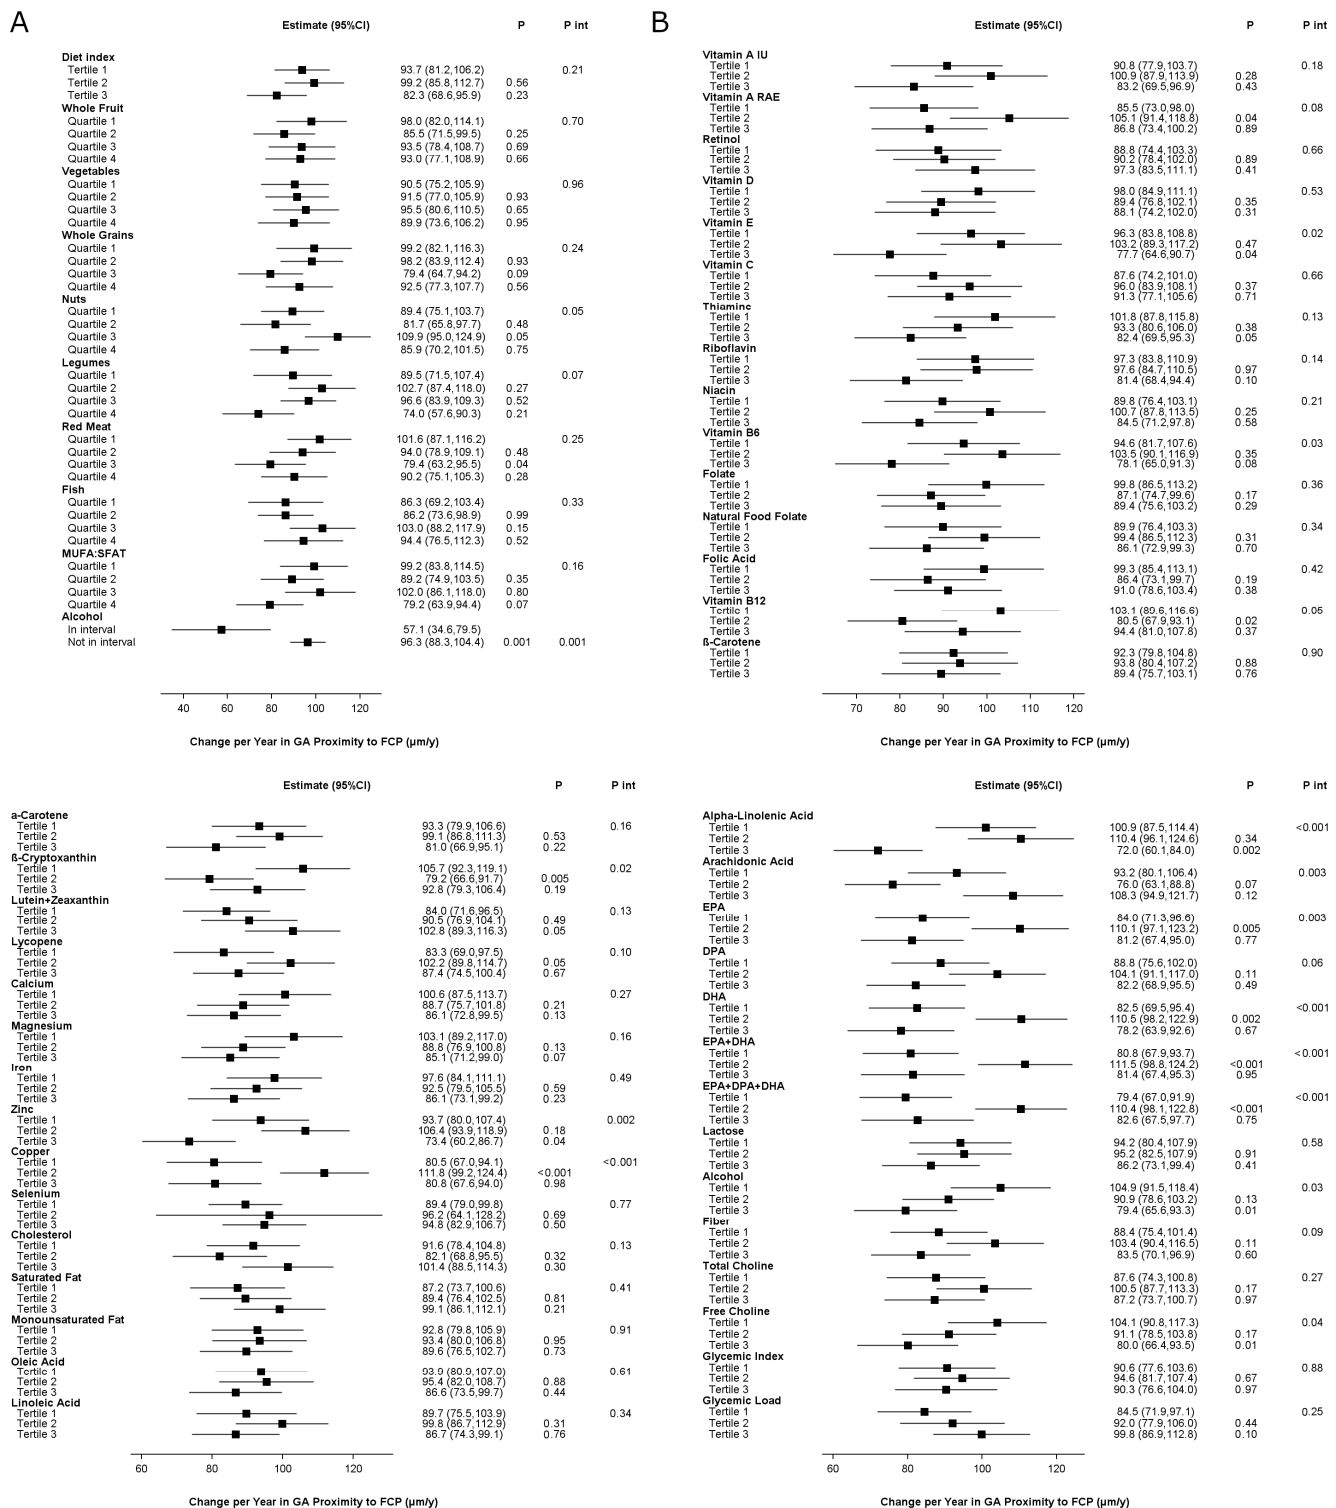 A
Estimate (95%CI) P P int
Diet index
Tertile 1 93.7 (81.2,106.2) 0.21
Tertile 2 99.2 (85.8,112.7) 0.56
Tertile 3 82.3 (68.6,95.9) 0.23
Whole Fruit
Quartile 1 98.0 (82.0,114.1) 0.70
Quartile 2 85.5 (71.5,99.5) 0.25
Quartile 3 93.5 (78.4,108.7) 0.69
Quartile 4 93.0 (77.1,108.9) 0.66
Vegetables
Quartile 1 90.5 (75.2,105.9) 0.96
Quartile 2 91.5 (77.0,105.9) 0.93
Quartile 3 95.5 (80.6,110.5) 0.65
Quartile 4 89.9 (73.6,106.2) 0.95
Whole Grains
Quartile 1 99.2 (82.1,116.3) 0.24
Quartile 2 98.2 (83.9,112.4) 0.93
Quartile 3 79.4 (64.7,94.2) 0.09
Quartile 4 92.5 (77.3,107.7) 0.56
Nuts
Quartile 1 89.4 (75.1,103.7) 0.05
Quartile 2 81.7 (65.8,97.7) 0.48
Quartile 3 109.9 (95.0,124.9) 0.05
Quartile 4 85.9 (70.2,101.5) 0.75
Legumes
Quartile 1 89.5 (71.5,107.4) 0.07
Quartile 2 102.7 (87.4,118.0) 0.27
Quartile 3 96.6 (83.9,109.3) 0.52
Quartile 4 74.0 (57.6,90.3) 0.21
Red Meat
Quartile 1 101.6 (87.1,116.2) 0.25
Quartile 2 94.0 (78.9,109.1) 0.48
Quartile 3 79.4 (63.2,95.5) 0.04
Quartile 4 90.2 (75.1,105.3) 0.28
Fish
Quartile 1 86.3 (69.2,103.4) 0.33
Quartile 2 86.2 (73.6,98.9) 0.99
Quartile 3 103.0 (88.2,117.9) 0.15
Quartile 4 94.4 (76.5,112.3) 0.52
MUFA:SFAT
Quartile 1 99.2 (83.8,114.5) 0.16
Quartile 2 89.2 (74.9,103.5) 0.35
Quartile 3 102.0 (86.1,118.0) 0.80
Quartile 4 79.2 (63.9,94.4) 0.07
Alcohol
In interval 57.1 (34.6,79.5)
Not in interval 96.3 (88.3,104.4) 0.001 0.001
40 60 80 100 120
Change per Year in GA Proximity to FCP (µm/y)
B
Estimate (95%CI) P P int
Vitamin A IU
Tertile 1 90.8 (77.9,103.7) 0.18
Tertile 2 100.9 (87.9,113.9) 0.28
Tertile 3 83.2 (69.5,96.9) 0.43
Vitamin A RAE
Tertile 1 85.5 (73.0,98.0) 0.08
Tertile 2 105.1 (91.4,118.8) 0.04
Tertile 3 86.8 (73.4,100.2) 0.89
Retinol
Tertile 1 88.8 (74.4,103.3) 0.66
Tertile 2 90.2 (78.4,102.0) 0.89
Tertile 3 97.3 (83.5,111.1) 0.41
Vitamin D
Tertile 1 98.0 (84.9,111.1) 0.53
Tertile 2 89.4 (76.8,102.1) 0.35
Tertile 3 88.1 (74.2,102.0) 0.31
Vitamin E
Tertile 1 96.3 (83.8,108.8) 0.02
Tertile 2 103.2 (89.3,117.2) 0.47
Tertile 3 77.7 (64.6,90.7) 0.04
Vitamin C
Tertile 1 87.6 (74.2,101.0) 0.66
Tertile 2 96.0 (83.9,108.1) 0.37
Tertile 3 91.3 (77.1,105.6) 0.71
Thiamine
Tertile 1 101.8 (87.8,115.8) 0.13
Tertile 2 93.3 (80.6,106.0) 0.38
Tertile 3 82.4 (69.5,95.3) 0.05
Riboflavin
Tertile 1 97.3 (83.8,110.9) 0.14
Tertile 2 97.6 (84.7,110.5) 0.97
Tertile 3 81.4 (68.4,94.4) 0.10
Niacin
Tertile 1 89.8 (76.4,103.1) 0.21
Tertile 2 100.7 (87.8,113.5) 0.25
Tertile 3 84.5 (71.2,97.8) 0.58
Vitamin B6
Tertile 1 94.6 (81.7,107.6) 0.03
Tertile 2 103.5 (90.1,116.9) 0.35
Tertile 3 78.1 (65.0,91.3) 0.08
Folate
Tertile 1 99.8 (86.5,113.2) 0.36
Tertile 2 87.1 (74.7,99.6) 0.17
Tertile 3 89.4 (75.6,103.2) 0.29
Natural Food Folate
Tertile 1 89.9 (76.4,103.3) 0.34
Tertile 2 99.4 (86.5,112.3) 0.31
Tertile 3 86.1 (72.9,99.3) 0.70
Folic Acid
Tertile 1 99.3 (85.4,113.1) 0.42
Tertile 2 86.4 (73.1,99.7) 0.19
Tertile 3 91.0 (78.6,103.4) 0.38
Vitamin B12
Tertile 1 103.1 (89.6,116.6) 0.05
Tertile 2 80.5 (67.9,93.1) 0.02
Tertile 3 94.4 (81.0,107.8) 0.37
ß-Carotene
Tertile 1 92.3 (79.8,104.8) 0.90
Tertile 2 93.8 (80.4,107.2) 0.88
Tertile 3 89.4 (75.7,103.1) 0.76
70 80 90 100 110 120
Change per Year in GA Proximity to FCP (µm/y)
Estimate (95%CI) P P int
a-Carotene
Tertile 1 93.3 (79.9,106.6) 0.16
Tertile 2 99.1 (86.8,111.3) 0.53
Tertile 3 81.0 (66.9,95.1) 0.22
ß-Cryptoxanthin
Tertile 1 105.7 (92.3,119.1) 0.02
Tertile 2 79.2 (66.6,91.7) 0.005
Tertile 3 92.8 (79.3,106.4) 0.19
Lutein+Zeaxanthin
Tertile 1 84.0 (71.6,96.5) 0.13
Tertile 2 90.5 (76.9,104.1) 0.49
Tertile 3 102.8 (89.3,116.3) 0.05
Lycopene
Tertile 1 83.3 (69.0,97.5) 0.10
Tertile 2 102.2 (89.8,114.7) 0.05
Tertile 3 87.4 (74.5,100.4) 0.67
Calcium
Tertile 1 100.6 (87.5,113.7) 0.27
Tertile 2 88.7 (75.7,101.8) 0.21
Tertile 3 86.1 (72.8,99.5) 0.13
Magnesium
Tertile 1 103.1 (89.2,117.0) 0.16
Tertile 2 88.8 (76.9,100.8) 0.13
Tertile 3 85.1 (71.2,99.0) 0.07
Iron
Tertile 1 97.6 (84.1,111.1) 0.49
Tertile 2 92.5 (79.5,105.5) 0.59
Tertile 3 86.1 (73.1,99.2) 0.23
Zinc
Tertile 1 93.7 (80.0,107.4) 0.002
Tertile 2 106.4 (93.9,118.9) 0.18
Tertile 3 73.4 (60.2,86.7) 0.04
Copper
Tertile 1 80.5 (67.0,94.1) <0.001
Tertile 2 111.8 (99.2,124.4) <0.001
Tertile 3 80.8 (67.6,94.0) 0.98
Selenium
Tertile 1 89.4 (79.0,99.8) 0.77
Tertile 2 96.2 (64.1,128.2) 0.69
Tertile 3 94.8 (82.9,106.7) 0.50
Cholesterol
Tertile 1 91.6 (78.4,104.8) 0.13
Tertile 2 82.1 (68.8,95.5) 0.32
Tertile 3 101.4 (88.5,114.3) 0.30
Saturated Fat
Tertile 1 87.2 (73.7,100.6) 0.41
Tertile 2 89.4 (76.4,102.5) 0.81
Tertile 3 99.1 (86.1,112.1) 0.21
Monounsaturated Fat
Tertile 1 92.8 (79.8,105.9) 0.91
Tertile 2 93.4 (80.0,106.8) 0.95
Tertile 3 89.6 (76.5,102.7) 0.73
Oleic Acid
Tertile 1 93.9 (80.9,107.0) 0.61
Tertile 2 95.4 (82.0,108.7) 0.88
Tertile 3 86.6 (73.5,99.7) 0.44
Linoleic Acid
Tertile 1 89.7 (75.5,103.9) 0.34
Tertile 2 99.8 (86.7,112.9) 0.31
Tertile 3 86.7 (74.3,99.1) 0.76
60 80 100 120
Change per Year in GA Proximity to FCP (µm/y)
Estimate (95%CI) P P int
Alpha-Linolenic Acid
Tertile 1 100.9 (87.5,114.4) <0.001
Tertile 2 110.4 (96.1,124.6) 0.34
Tertile 3 72.0 (60.1,84.0) 0.002
Arachidonic Acid
Tertile 1 93.2 (80.1,106.4) 0.003
Tertile 2 76.0 (63.1,88.8) 0.07
Tertile 3 108.3 (94.9,121.7) 0.12
EPA
Tertile 1 84.0 (71.3,96.6) 0.003
Tertile 2 110.1 (97.1,123.2) 0.005
Tertile 3 81.2 (67.4,95.0) 0.77
DPA
Tertile 1 88.8 (75.6,102.0) 0.06
Tertile 2 104.1 (91.1,117.0) 0.11
Tertile 3 82.2 (68.9,95.5) 0.49
DHA
Tertile 1 82.5 (69.5,95.4) <0.001
Tertile 2 110.5 (98.2,122.9) 0.002
Tertile 3 78.2 (63.9,92.6) 0.67
EPA+DHA
Tertile 1 80.8 (67.9,93.7) <0.001
Tertile 2 111.5 (98.8,124.2) <0.001
Tertile 3 81.4 (67.4,95.3) 0.95
EPA+DPA+DHA
Tertile 1 79.4 (67.0,91.9) <0.001
Tertile 2 110.4 (98.1,122.8) <0.001
Tertile 3 82.6 (67.5,97.7) 0.75
Lactose
Tertile 1 94.2 (80.4,107.9) 0.58
Tertile 2 95.2 (82.5,107.9) 0.91
Tertile 3 86.2 (73.1,99.4) 0.41
Alcohol
Tertile 1 104.9 (91.5,118.4) 0.03
Tertile 2 90.9 (78.6,103.2) 0.13
Tertile 3 79.4 (65.6,93.3) 0.01
Fiber
Tertile 1 88.4 (75.4,101.4) 0.09
Tertile 2 103.4 (90.4,116.5) 0.11
Tertile 3 83.5 (70.1,96.9) 0.60
Total Choline
Tertile 1 87.6 (74.3,100.8) 0.27
Tertile 2 100.5 (87.7,113.3) 0.17
Tertile 3 87.2 (73.7,100.7) 0.97
Free Choline
Tertile 1 104.1 (90.8,117.3) 0.04
Tertile 2 91.1 (78.5,103.8) 0.17
Tertile 3 80.0 (66.4,93.5) 0.01
Glycemic Index
Tertile 1 90.6 (77.6,103.6) 0.88
Tertile 2 94.6 (81.7,107.4) 0.67
Tertile 3 90.3 (76.6,104.0) 0.97
Glycemic Load
Tertile 1 84.5 (71.9,97.1) 0.25
Tertile 2 92.0 (77.9,106.0) 0.44
Tertile 3 99.8 (86.9,112.8) 0.10
60 80 100 120
Change per Year in GA Proximity to FCP (µm/y)